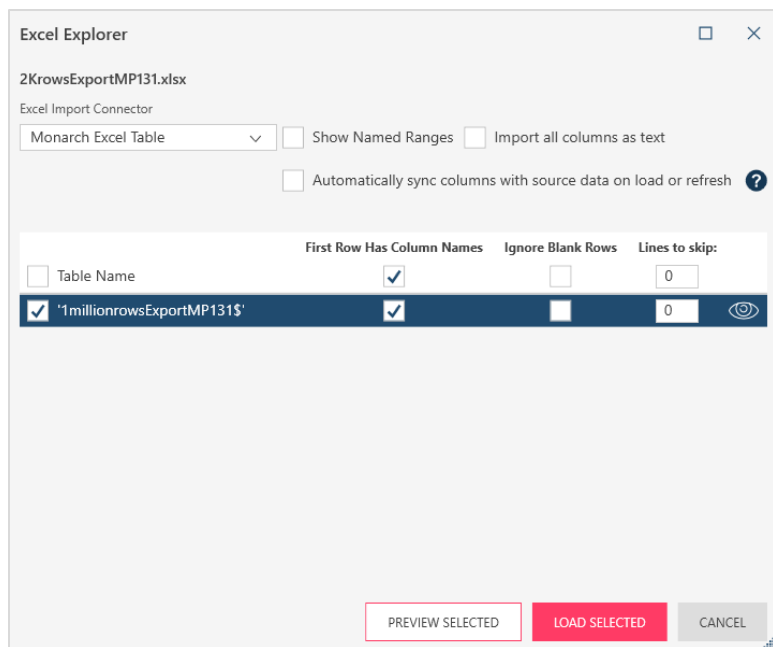 Excel Explorer
2KrowsExportMP131.xlsx
Excel Import Connector
Monarch Excel Table Show Named Ranges Import all columns as text
Automatically sync columns with source data on load or refresh ?
First Row Has Column Names Ignore Blank Rows Lines to skip:
Table Name 0
'1millionrowsExportMP131$' 0
PREVIEW SELECTED LOAD SELECTED CANCEL